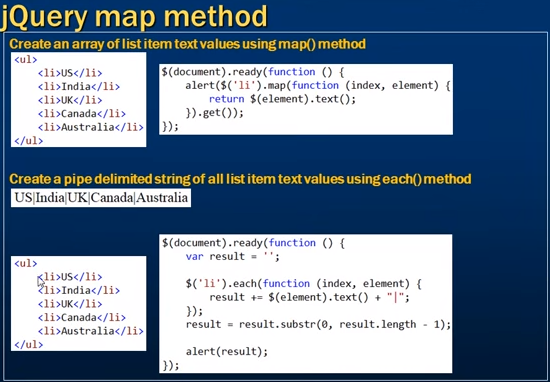 jQuery map method
Create an array of list item text values using map() method
<ul>
<li>US</li>
<li>India</li>
<li>UK</li>
<li>Canada</li>
<li>Australia</li>
</ul>
$(document).ready(function () {
alert($('li').map(function (index, element) {
return $(element).text();
}).get());
});
Create a pipe delimited string of all list item text values using each() method
US|India|UK|Canada|Australia
<ul>
<li>US</li>
<li>India</li>
<li>UK</li>
<li>Canada</li>
<li>Australia</li>
</ul>
$(document).ready(function () {
var result = '';
$('li').each(function (index, element) {
result += $(element).text() + "|";
});
result = result.substr(0, result.length - 1);
alert(result);
});